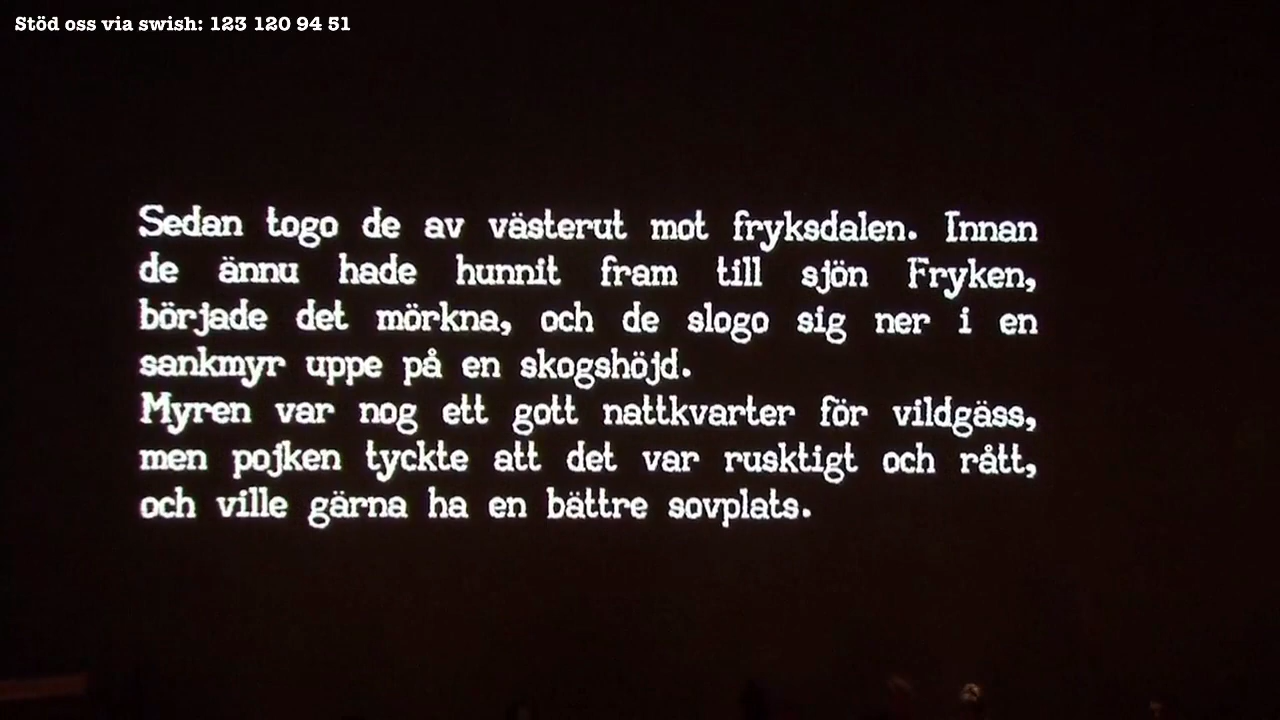 Stöd oss via swish: 123 120 94 51
Sedan togo de av västerut mot fryksdalen. Innan
de ännu hade hunnit fram till sjön Fryken,
började det mörkna, och de slogo sig ner i en
sankmyr uppe på en skogshöjd.
Myren var nog ett gott nattkvarter för vildgäss,
men pojken tyckte att det var rusktigt och rått,
och ville gärna ha en bättre sovplats.